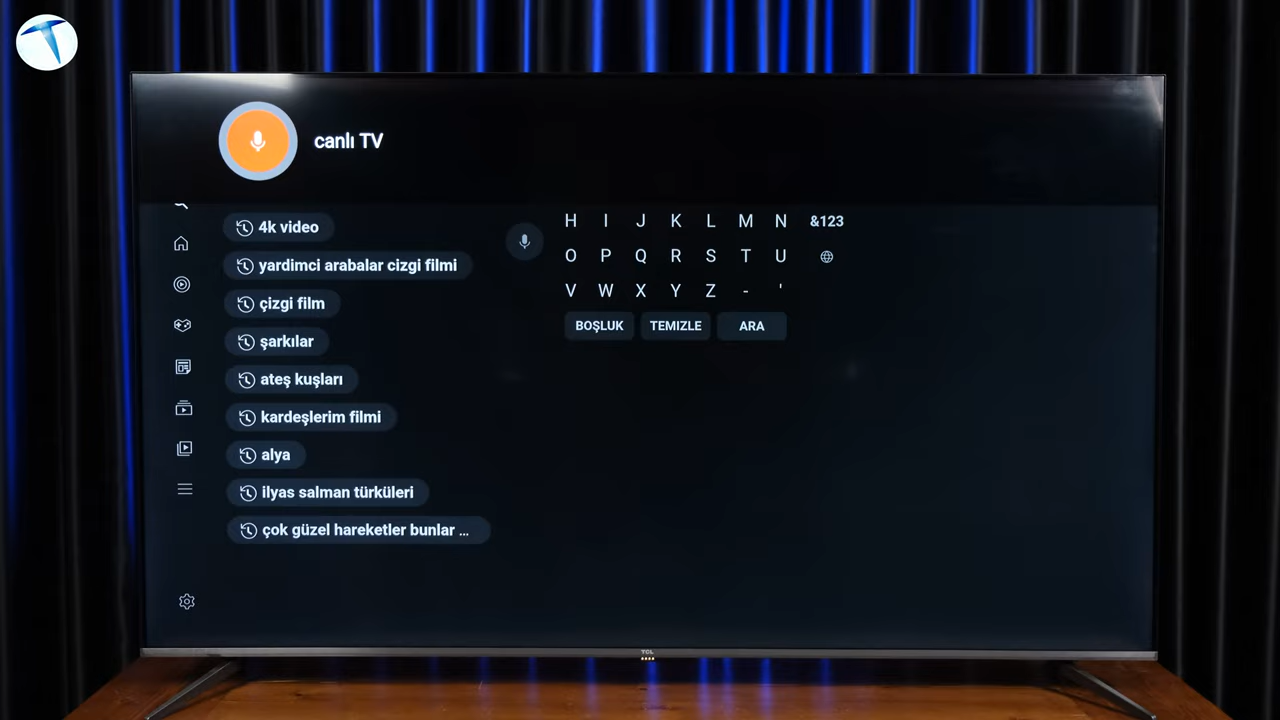 canlı TV
4k video
yardimci arabalar cizgi filmi
çizgi film
şarkılar
ateş kuşları
kardeşlerim filmi
alya
ilyas salman türküleri
çok güzel hareketler bunlar ...
H I J K L M N &123
O P Q R S T U
V W X Y Z - '
BOŞLUK TEMIZLE ARA
TCL